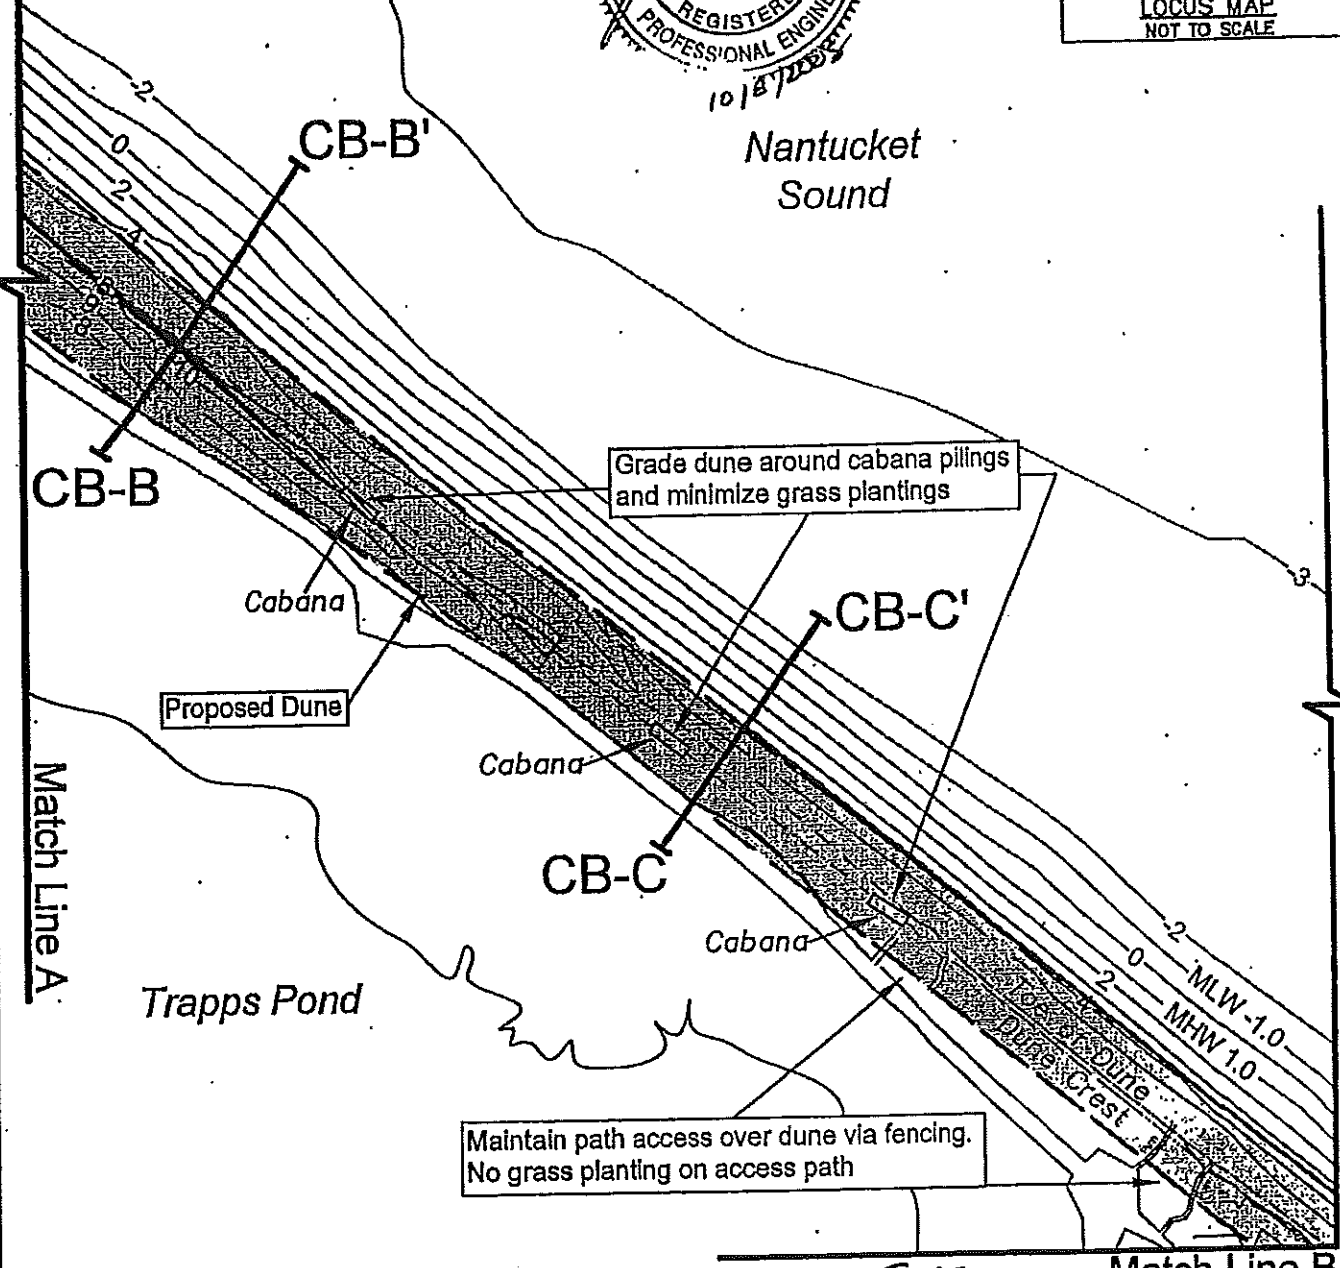 REGISTERE
PROFESSIONAL ENGINE
LOCUS MAP
NOT TO SCALE
Nantucket
Sound
-2
0
2
4
CB-B'
10
CB-B
Grade dune around cabana pilings
and minimize grass plantings
-3
Cabana
CB-C'
Proposed Dune
Cabana
CB-C
Match Line A
Cabana
Trapps Pond
-2
0
2
MLW -1.0
MHW 1.0
Toe of Dune
Dune Crest
Maintain path access over dune via fencing.
No grass planting on access path
Match Line B